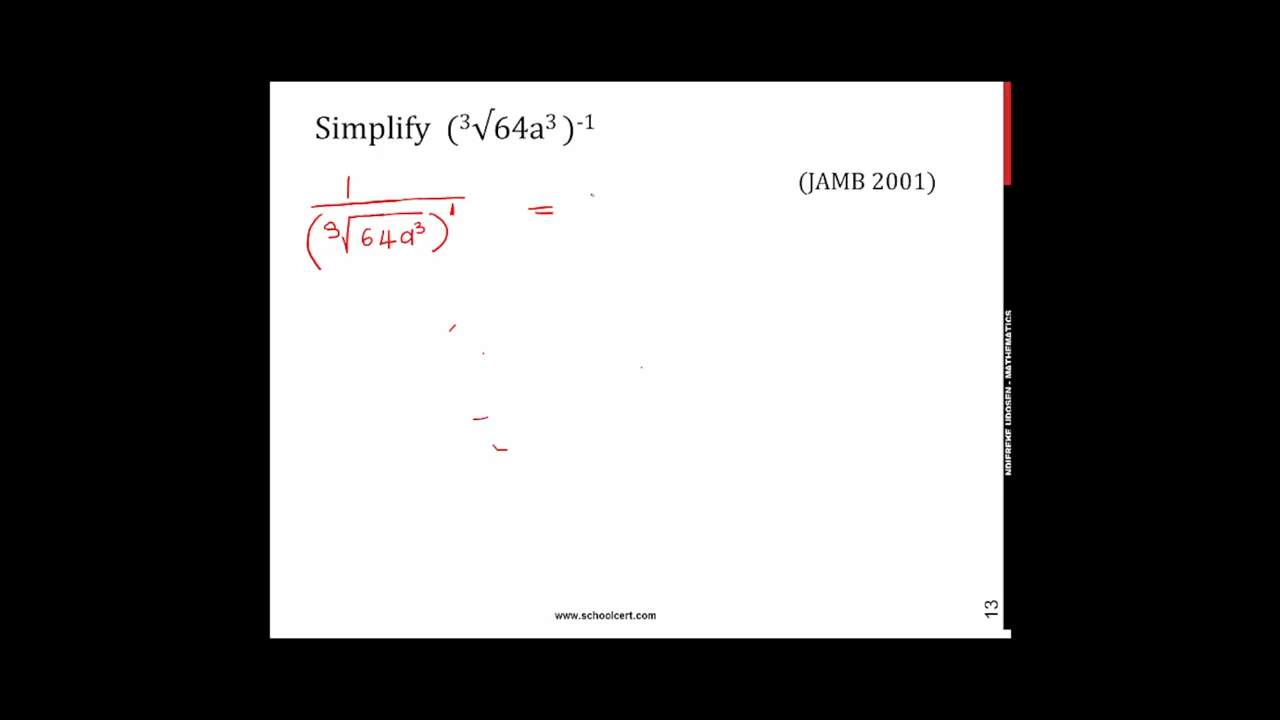 Simplify (³√64a³ )⁻¹
(JAMB 2001)
1
(³√64a³)¹ =
NDIFREKE UDOSEN - MATHEMATICS
13
www.schoolcert.com